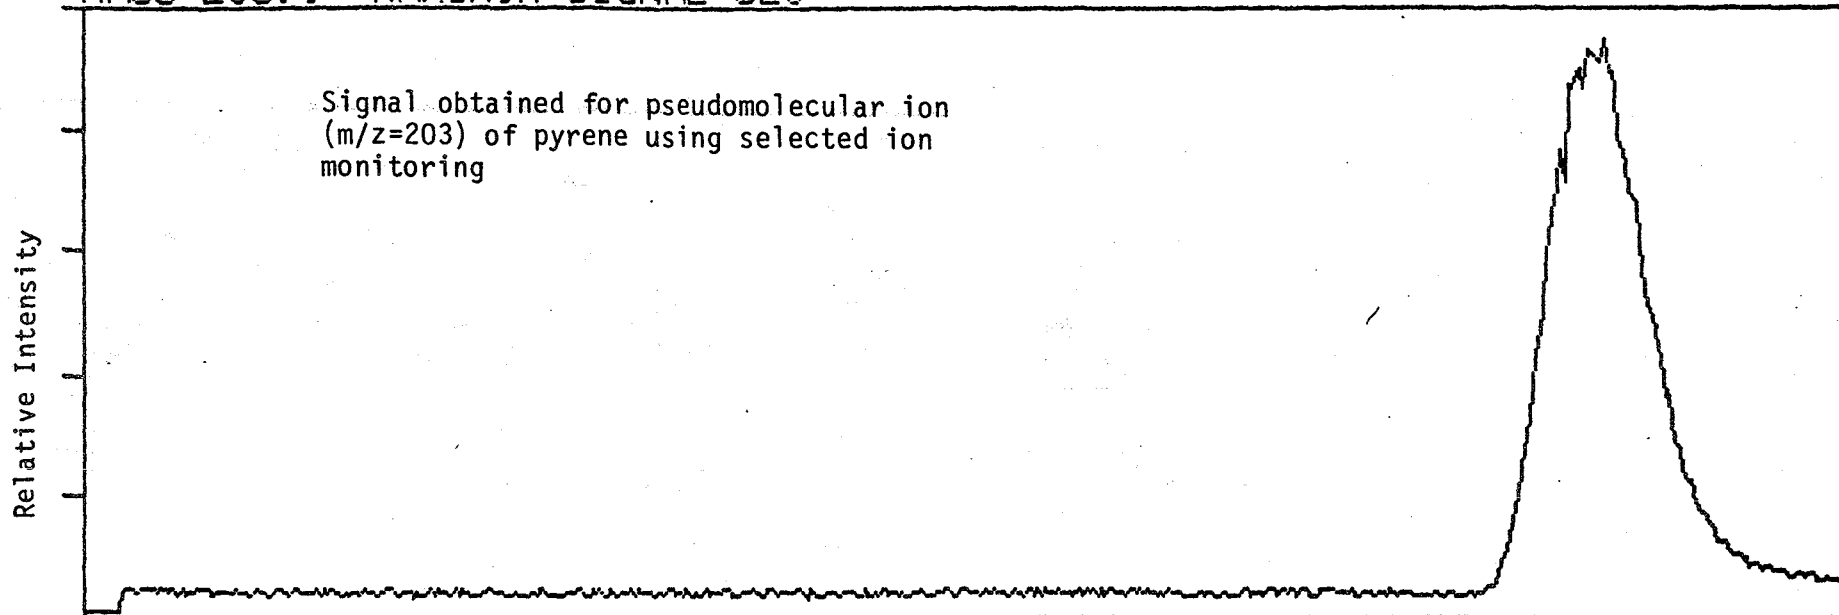 Signal obtained for pseudomolecular ion
(m/z=203) of pyrene using selected ion
monitoring
Relative Intensity